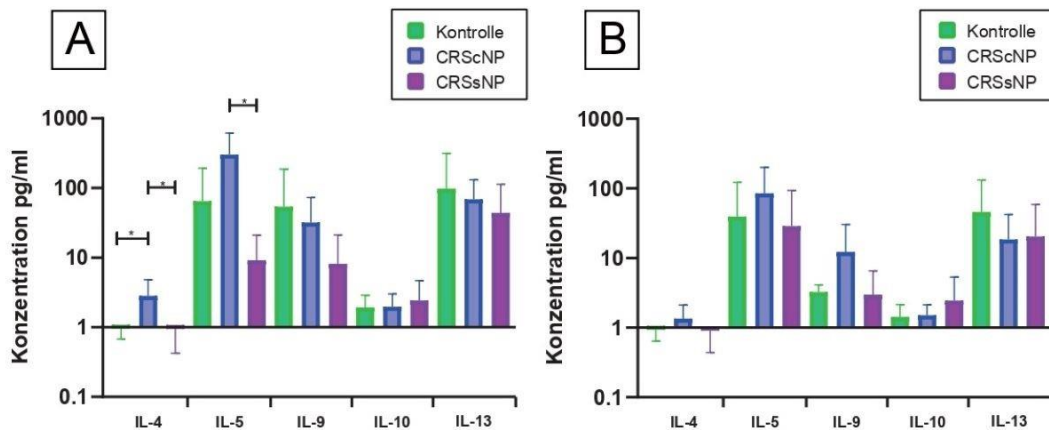 A
Kontrolle
CRScNP
CRSsNP
Konzentration pg/ml
1000
100
10
1
0.1
*
*
*
IL-4 IL-5 IL-9 IL-10 IL-13
B
Kontrolle
CRScNP
CRSsNP
Konzentration pg/ml
1000
100
10
1
0.1
IL-4 IL-5 IL-9 IL-10 IL-13